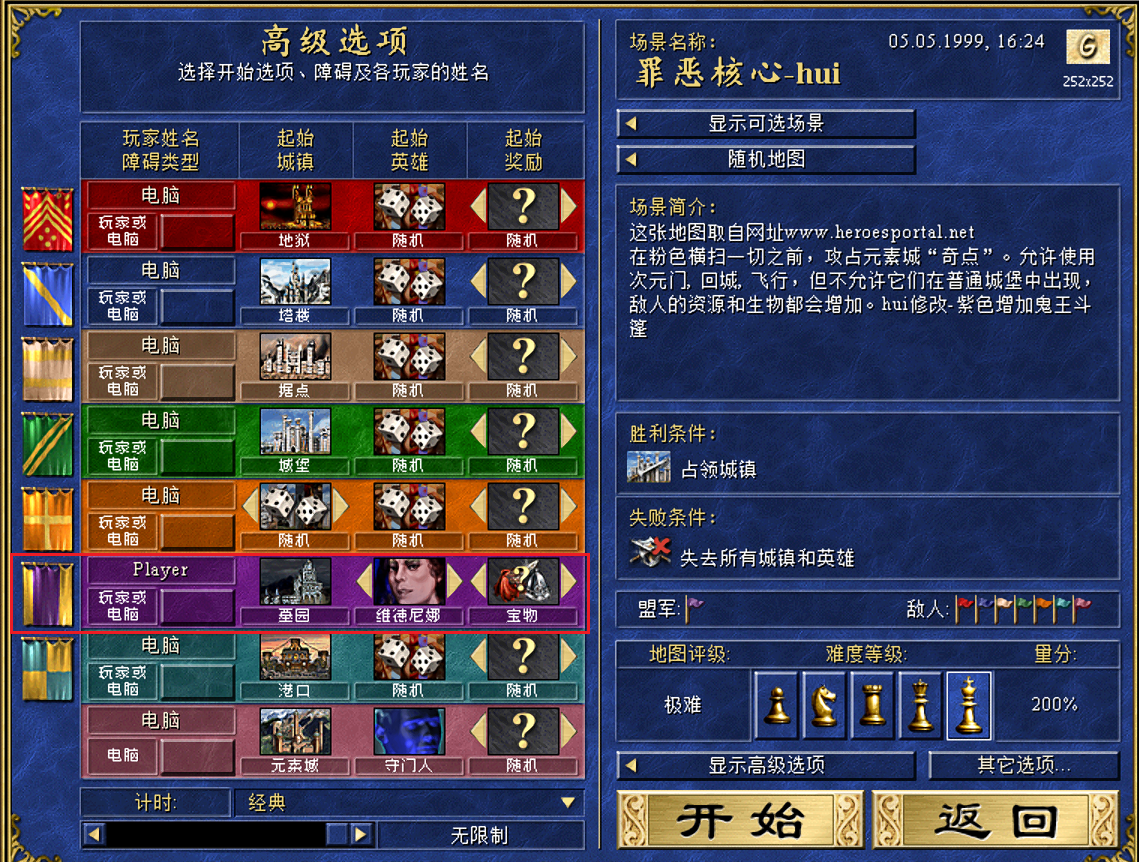 高级选项
选择开始选项、障碍及各玩家的姓名
玩家姓名
障碍类型
起始
城镇
起始
英雄
起始
奖励
电脑
玩家或
电脑
地狱
随机
随机
电脑
玩家或
电脑
塔楼
随机
随机
电脑
玩家或
电脑
据点
随机
随机
电脑
玩家或
电脑
城堡
随机
随机
电脑
玩家或
电脑
随机
随机
随机
Player
玩家或
电脑
墓园
维德尼娜
宝物
电脑
玩家或
电脑
港口
随机
随机
电脑
电脑
元素城
守门人
随机
计时:
经典
无限制
场景名称:
05.05.1999, 16:24
G
罪恶核心-hui
252x252
显示可选场景
随机地图
场景简介:
这张地图取自网址www.heroesportal.net
在粉色横扫一切之前，攻占元素城“奇点”。允许使用
次元门, 回城, 飞行，但不允许它们在普通城堡中出现，
敌人的资源和生物都会增加。hui修改-紫色增加鬼王斗
篷
胜利条件:
占领城镇
失败条件:
失去所有城镇和英雄
盟军:
敌人:
地图评级:
难度等级:
量分:
极难
200%
显示高级选项
其它选项...
开始
返回